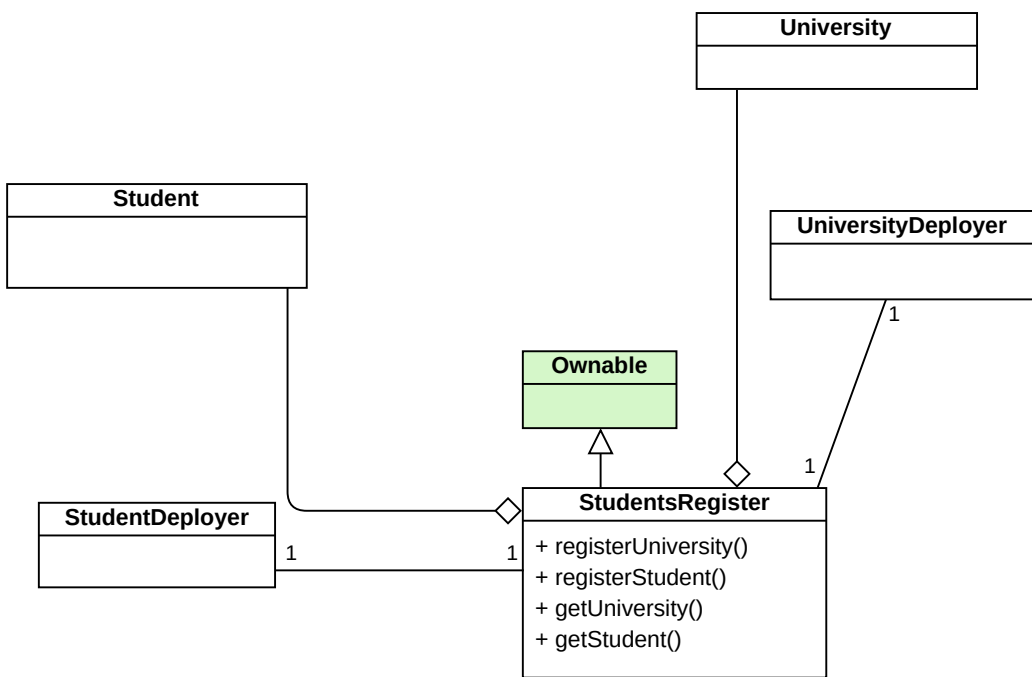 University
Student
UniversityDeployer
1
Ownable
1
StudentsRegister
StudentDeployer
1
1
+ registerUniversity()
+ registerStudent()
+ getUniversity()
+ getStudent()